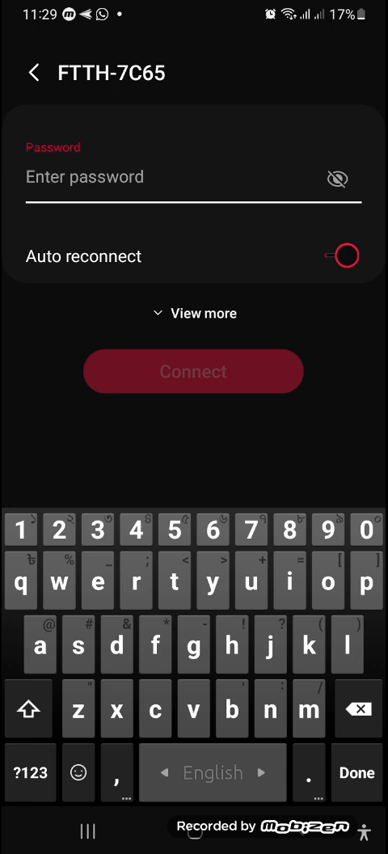 11:29 17%
FTTH-7C65
Password
Enter password
Auto reconnect
View more
Connect
1 2 3 4 5 6 7 8 9 0
q w e r t y u i o p
a s d f g h j k l
z x c v b n m
?123 , English . Done
Recorded by Mobizen